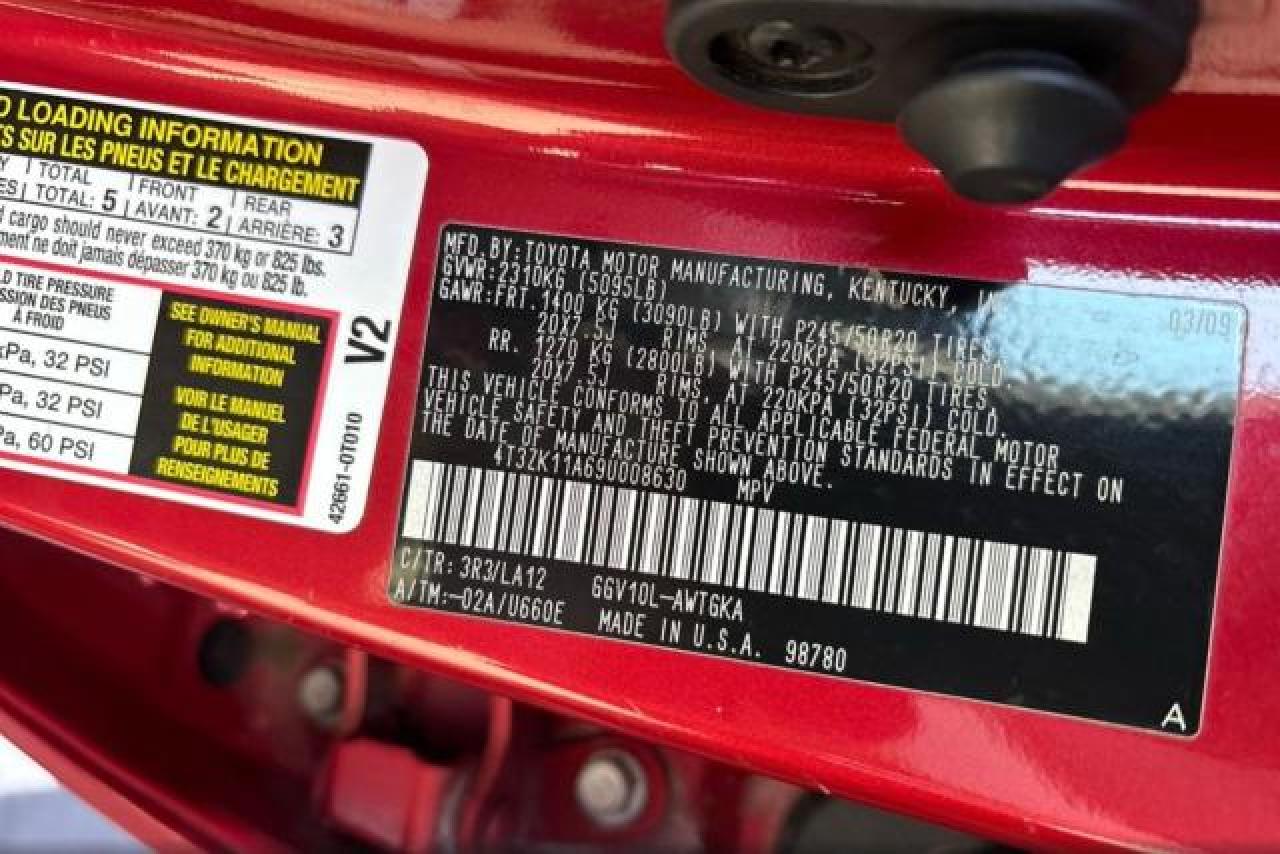 LOADING INFORMATION
SUR LES PNEUS ET LE CHARGEMENT
TOTAL FRONT REAR
TOTAL: 5 AVANT: 2 ARRIÈRE: 3
cargo should never exceed 370 kg or 825 lbs.
ne doit jamais dépasser 370 kg ou 825 lb.
TIRE PRESSURE
DES PNEUS
À FROID
kPa, 32 PSI
Pa, 32 PSI
Pa, 60 PSI
SEE OWNER'S MANUAL
FOR ADDITIONAL
INFORMATION
VOIR LE MANUEL
DE L'USAGER
POUR PLUS DE
RENSEIGNEMENTS
V2
42661-0T010
MFD. BY: TOYOTA MOTOR MANUFACTURING, KENTUCKY, 03/09
GVWR: 2310KG (5095LB)
GAWR: FRT. 1400 KG (3090LB) WITH P245/50R20 TIRES,
20X7.5J RIMS, AT 220KPA (32PSI) COLD.
RR. 1270 KG (2800LB) WITH P245/50R20 TIRES,
20X7.5J RIMS, AT 220KPA (32PSI) COLD.
THIS VEHICLE CONFORMS TO ALL APPLICABLE FEDERAL MOTOR
VEHICLE SAFETY AND THEFT PREVENTION STANDARDS IN EFFECT ON
THE DATE OF MANUFACTURE SHOWN ABOVE.
4T3ZK11A69U008630 MPV
C/TR: 3R3/LA12 GGV10L-AWTGKA
A/TM:-02A/U660E MADE IN U.S.A. 98780
A